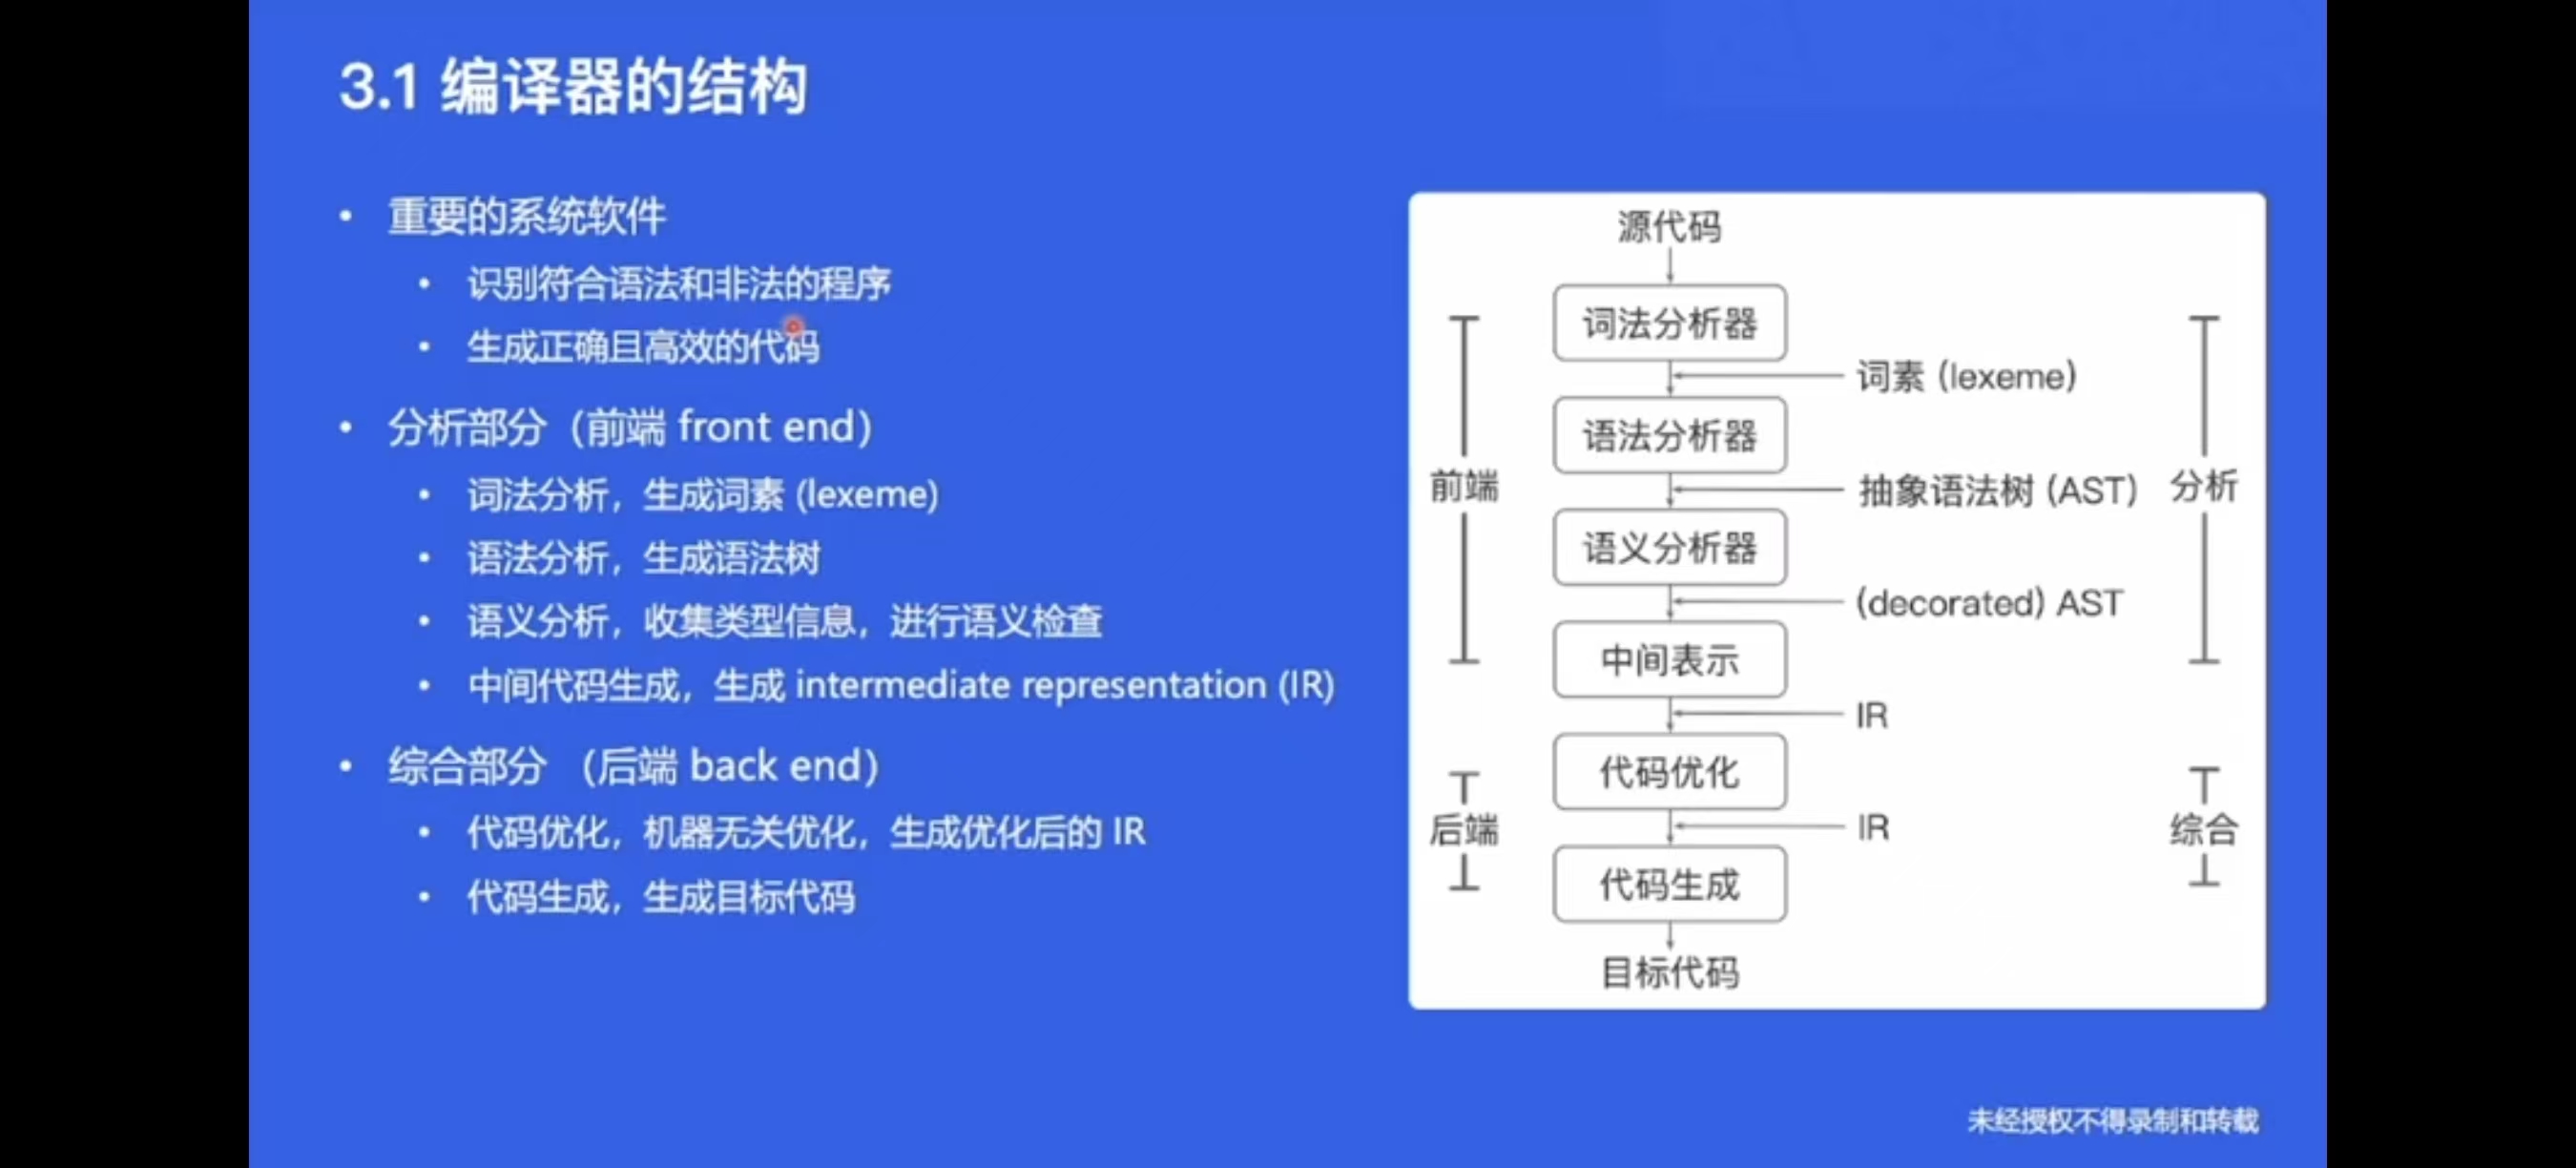 3.1 编译器的结构
• 重要的系统软件
• 识别符合语法和非法的程序
• 生成正确且高效的代码
• 分析部分（前端 front end）
• 词法分析，生成词素 (lexeme)
• 语法分析，生成语法树
• 语义分析，收集类型信息，进行语义检查
• 中间代码生成，生成 intermediate representation (IR)
• 综合部分 （后端 back end）
• 代码优化，机器无关优化，生成优化后的 IR
• 代码生成，生成目标代码
源代码
词法分析器
词素 (lexeme)
语法分析器
前端
抽象语法树 (AST)
分析
语义分析器
(decorated) AST
中间表示
IR
代码优化
后端
IR
综合
代码生成
目标代码
未经授权不得录制和转载